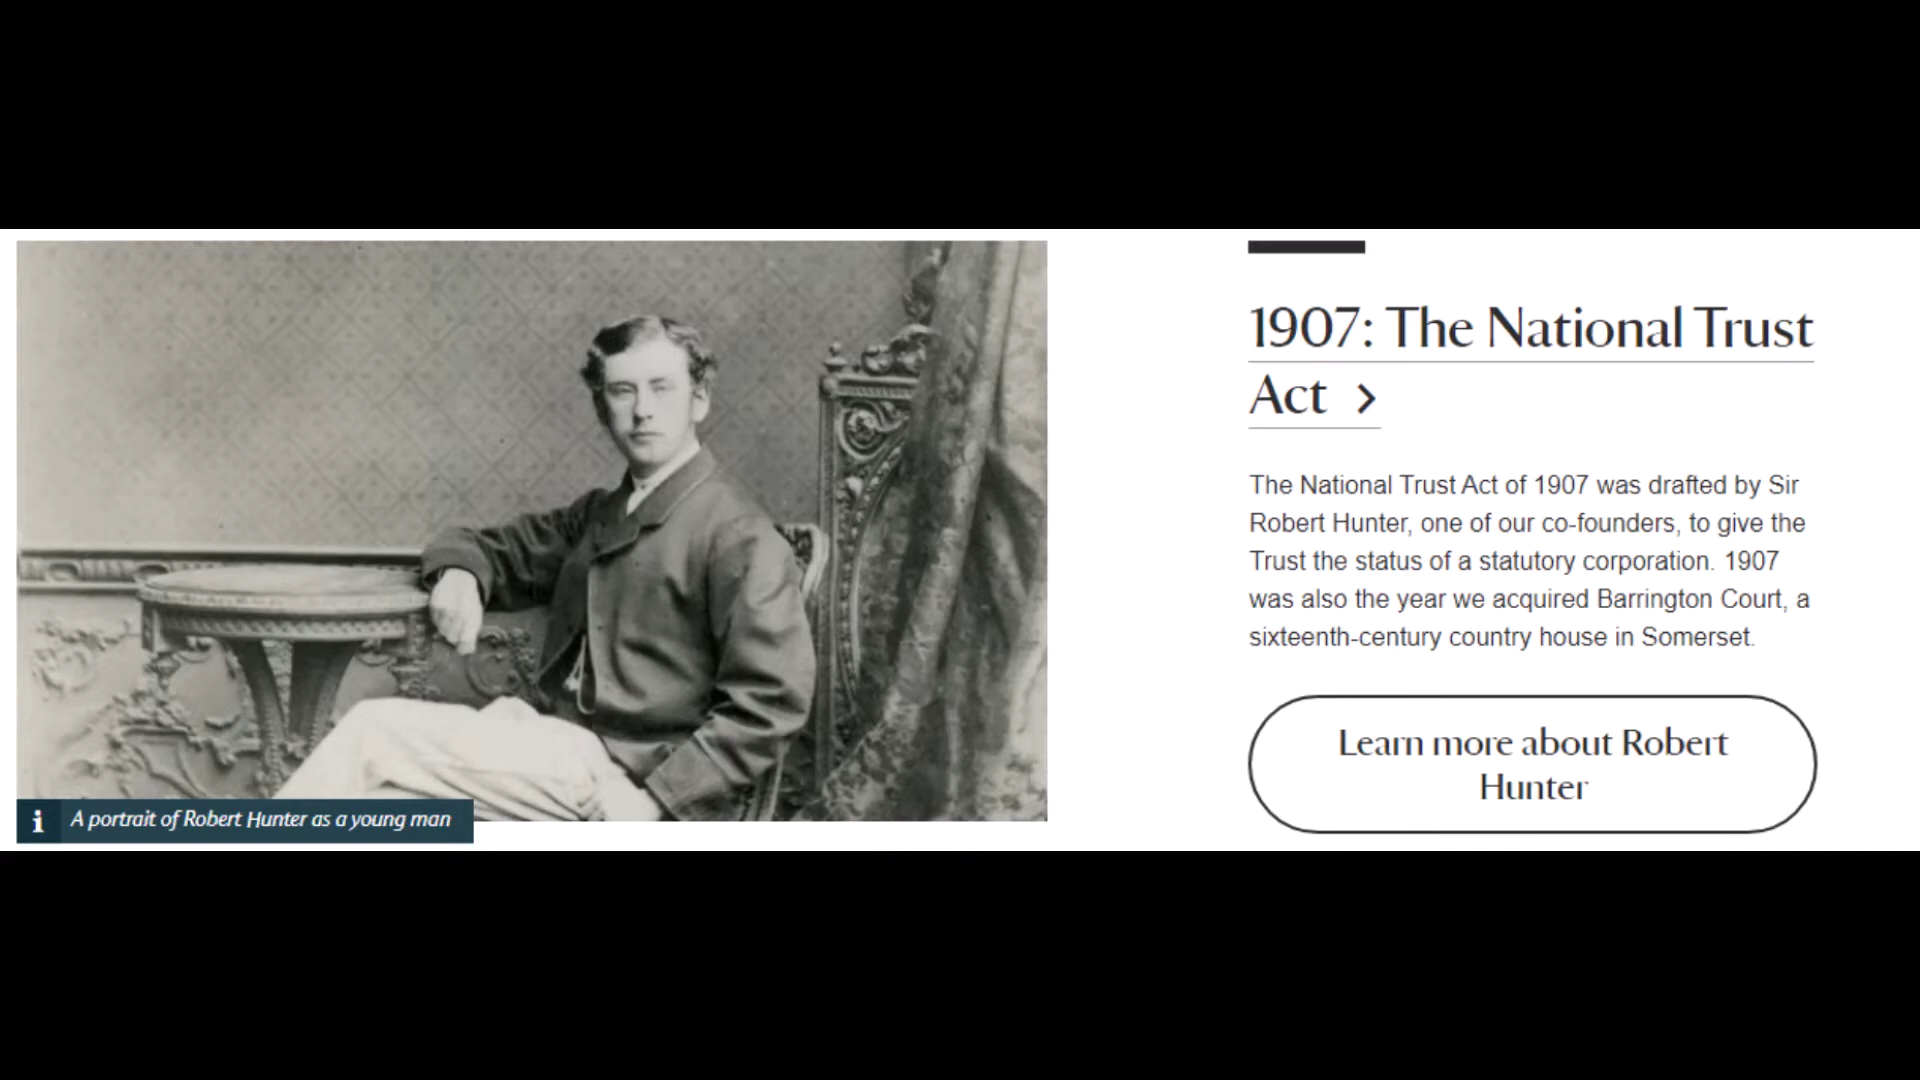 1907: The National Trust
Act >
The National Trust Act of 1907 was drafted by Sir
Robert Hunter, one of our co-founders, to give the
Trust the status of a statutory corporation. 1907
was also the year we acquired Barrington Court, a
sixteenth-century country house in Somerset.
Learn more about Robert
Hunter
i A portrait of Robert Hunter as a young man